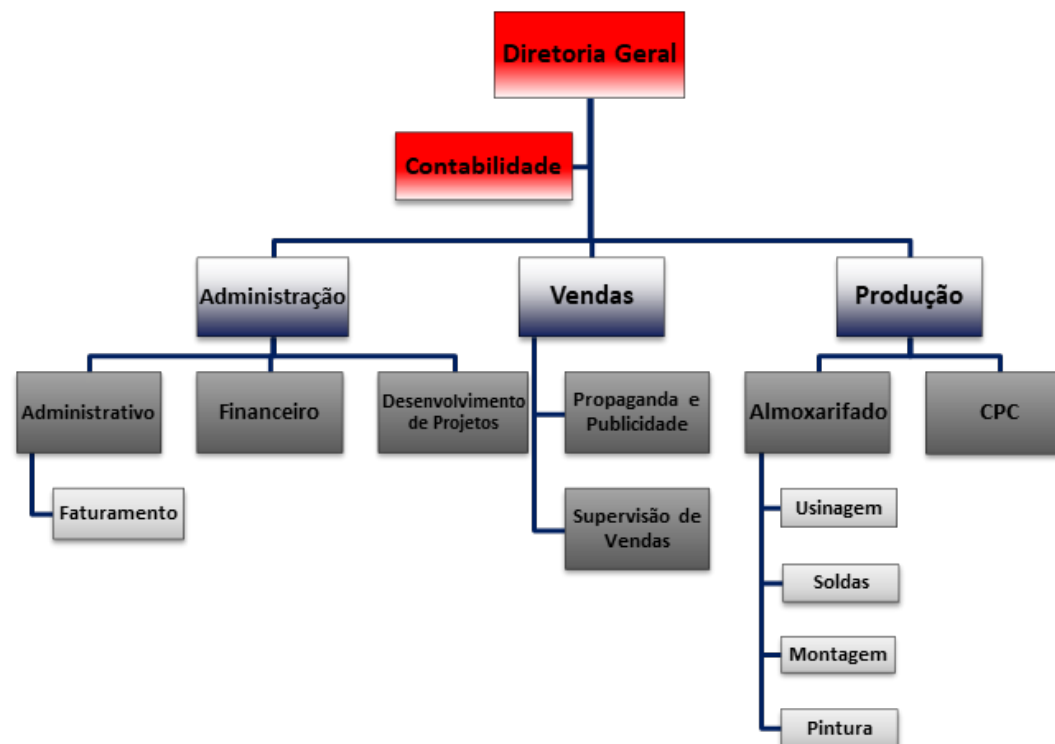 Diretoria Geral
Contabilidade
Administração
Vendas
Produção
Administrativo
Financeiro
Desenvolvimento
de Projetos
Propaganda e
Publicidade
Almoxarifado
CPC
Faturamento
Supervisão de
Vendas
Usinagem
Soldas
Montagem
Pintura